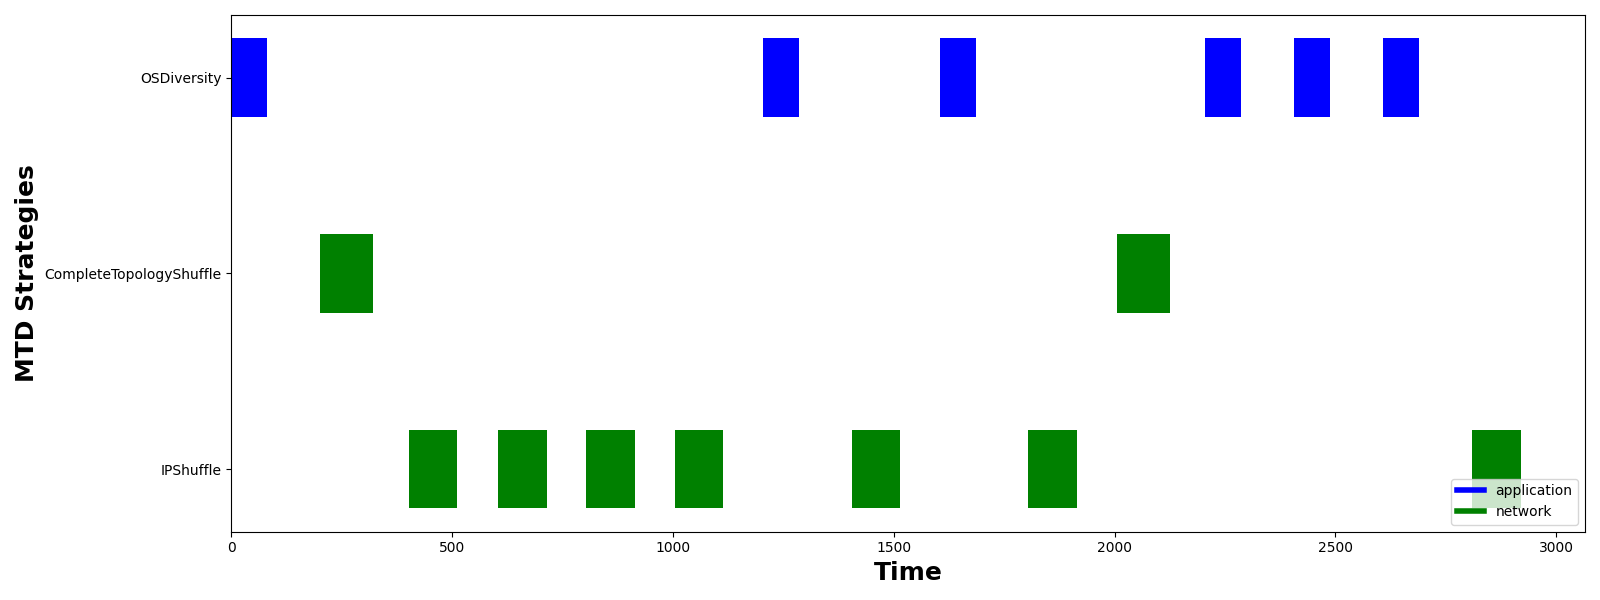 MTD Strategies
OSDiversity
CompleteTopologyShuffle
IPShuffle
application
network
0 500 1000 1500 2000 2500 3000
Time